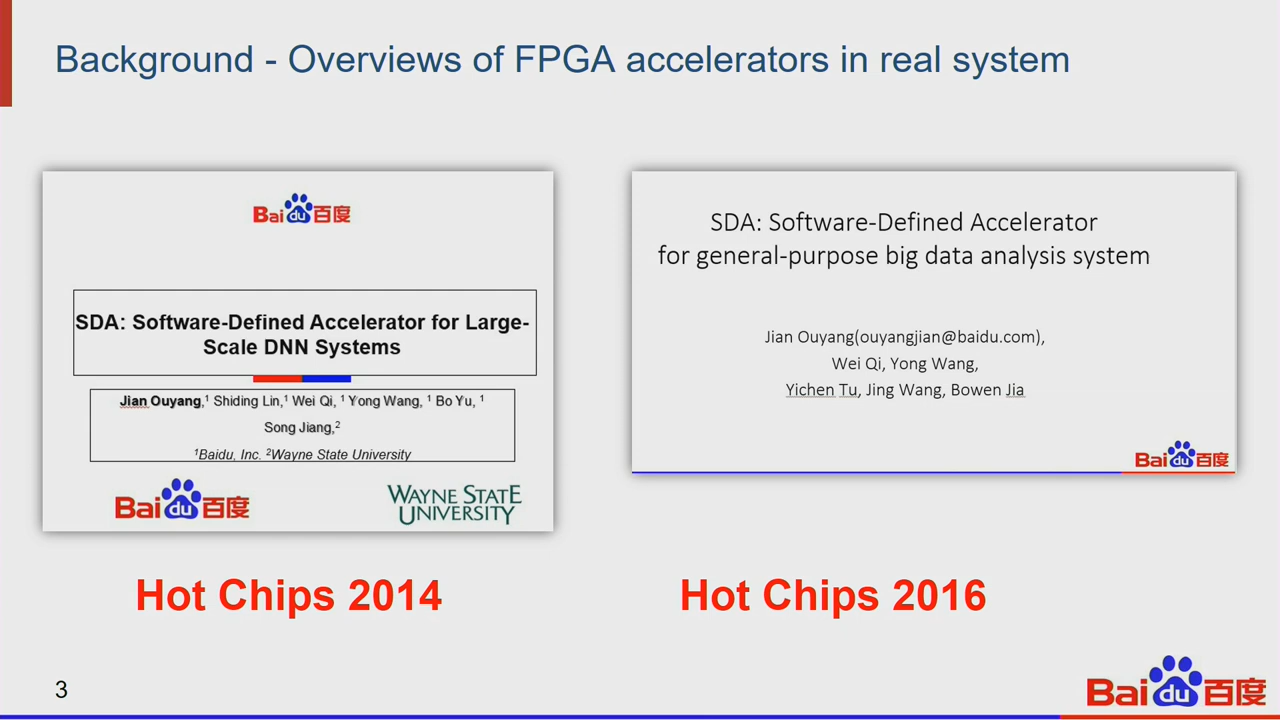 Background - Overviews of FPGA accelerators in real system
Bai du 百度
SDA: Software-Defined Accelerator for Large-
Scale DNN Systems
Jian Ouyang,¹ Shiding Lin,¹ Wei Qi, ¹ Yong Wang, ¹ Bo Yu, ¹
Song Jiang,²
¹Baidu, Inc. ²Wayne State University
Bai du 百度
WAYNE STATE
UNIVERSITY
Hot Chips 2014
SDA: Software-Defined Accelerator
for general-purpose big data analysis system
Jian Ouyang(ouyangjian@baidu.com),
Wei Qi, Yong Wang,
Yichen Tu, Jing Wang, Bowen Jia
Bai du 百度
Hot Chips 2016
3
Bai du 百度